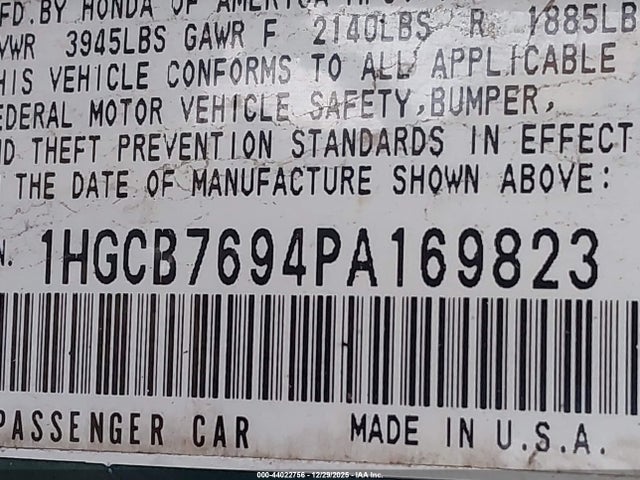 FD.BY HONDA OF AMERICA
VWR 3945LBS GAWR F 2140LBS R 1885LB
HIS VEHICLE CONFORMS TO ALL APPLICABLE
EDERAL MOTOR VEHICLE SAFETY,BUMPER,
ND THEFT PREVENTION STANDARDS IN EFFECT
N THE DATE OF MANUFACTURE SHOWN ABOVE:
N. 1HGCB7694PA169823
PASSENGER CAR MADE IN U.S.A.
000-44022756 - 12/29/2025 - IAA Inc.